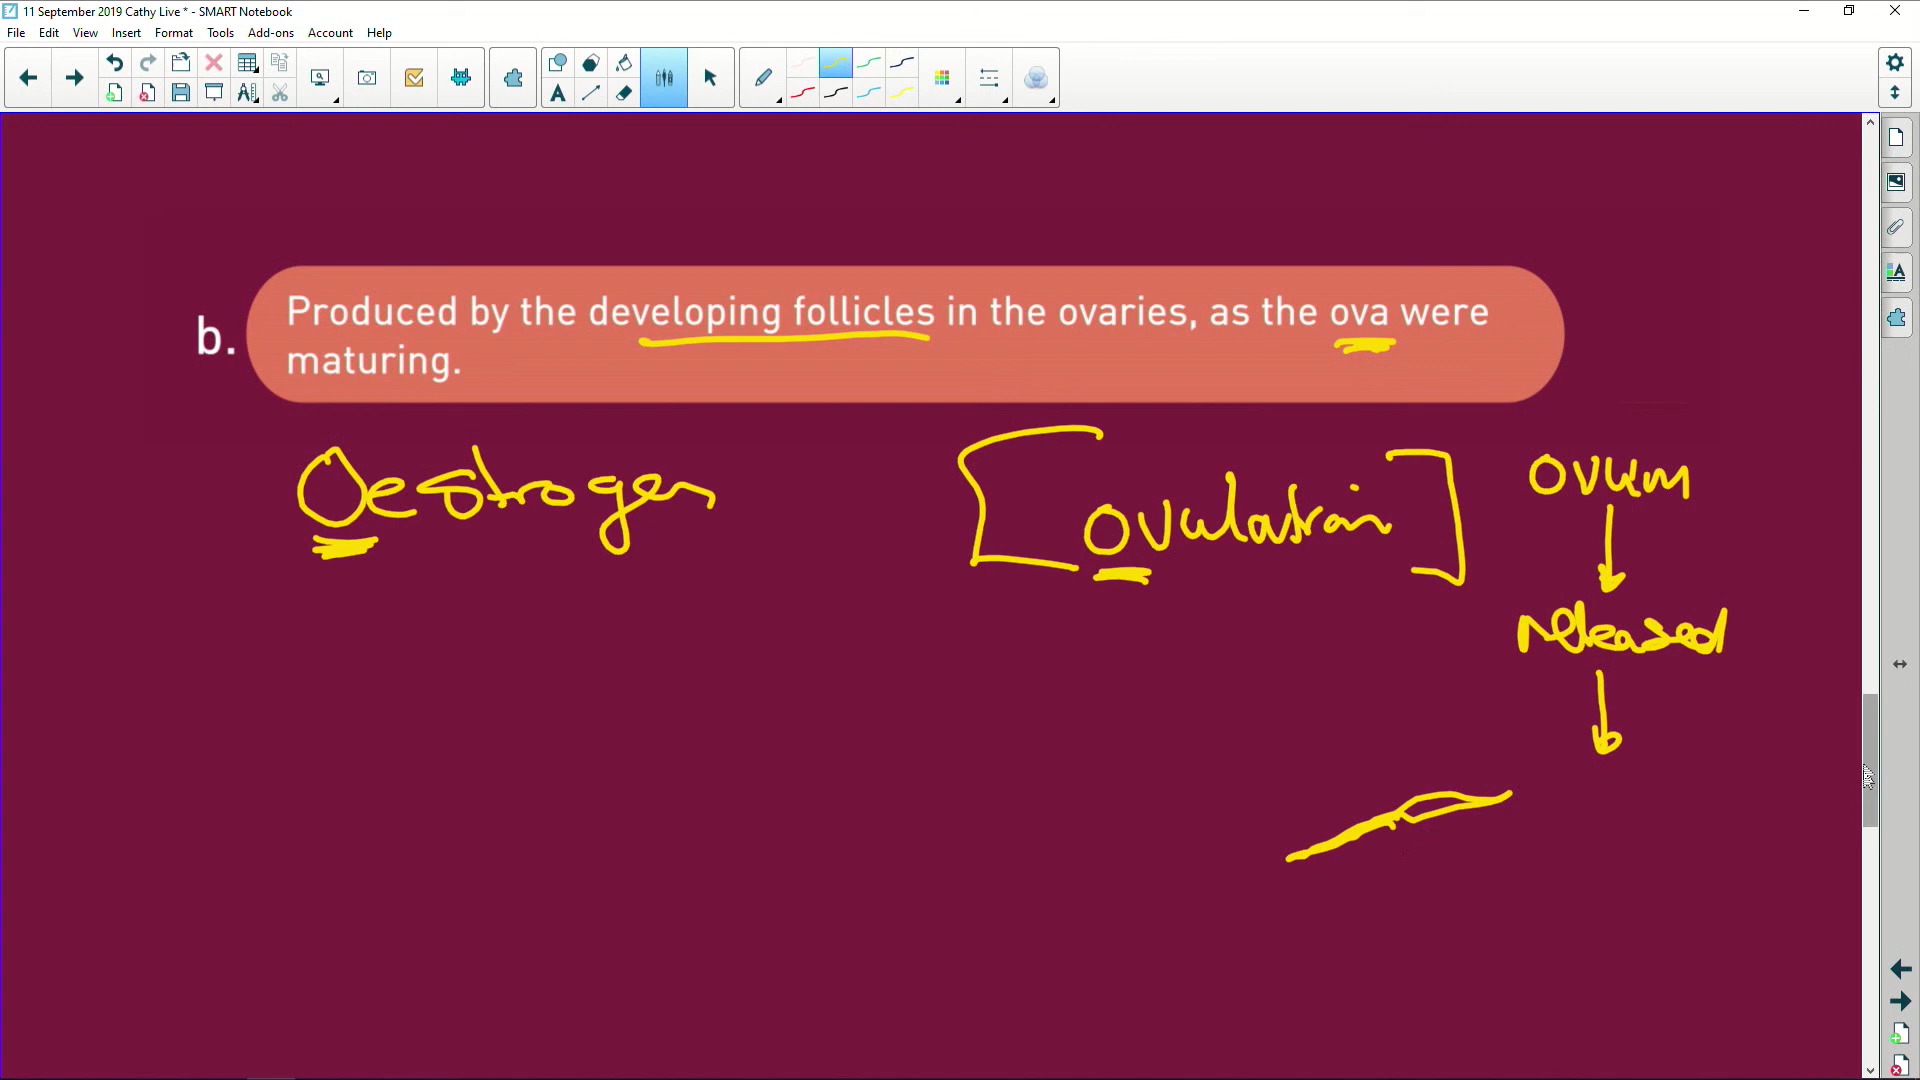 11 September 2019 Cathy Live * - SMART Notebook
File Edit View Insert Format Tools Add-ons Account Help
b. Produced by the developing follicles in the ovaries, as the ova were
maturing.
Oestrogen
[ovulation]
ovum
released